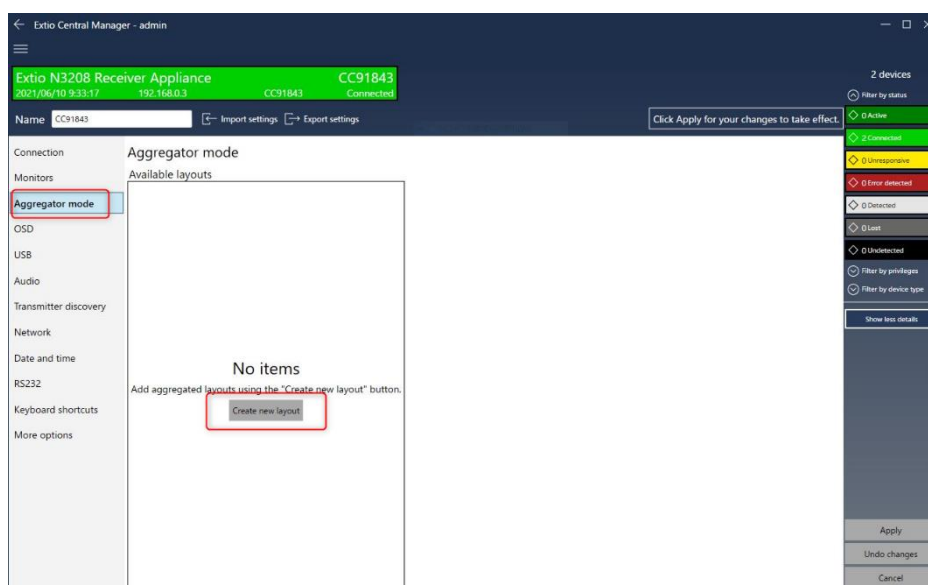 Extio Central Manager - admin
Extio N3208 Receiver Appliance CC91843
2021/06/10 9:33:17 192.168.0.3 CC91843 Connected
Name CC91843 Import settings Export settings Click Apply for your changes to take effect.
Connection
Monitors
Aggregator mode
OSD
USB
Audio
Transmitter discovery
Network
Date and time
RS232
Keyboard shortcuts
More options
Aggregator mode
Available layouts
No items
Add aggregated layouts using the "Create new layout" button.
Create new layout
2 devices
Filter by status
0 Active
2 Connected
0 Unresponsive
0 Error detected
0 Detected
0 Lost
0 Undetected
Filter by privileges
Filter by device type
Show less details
Apply
Undo changes
Cancel